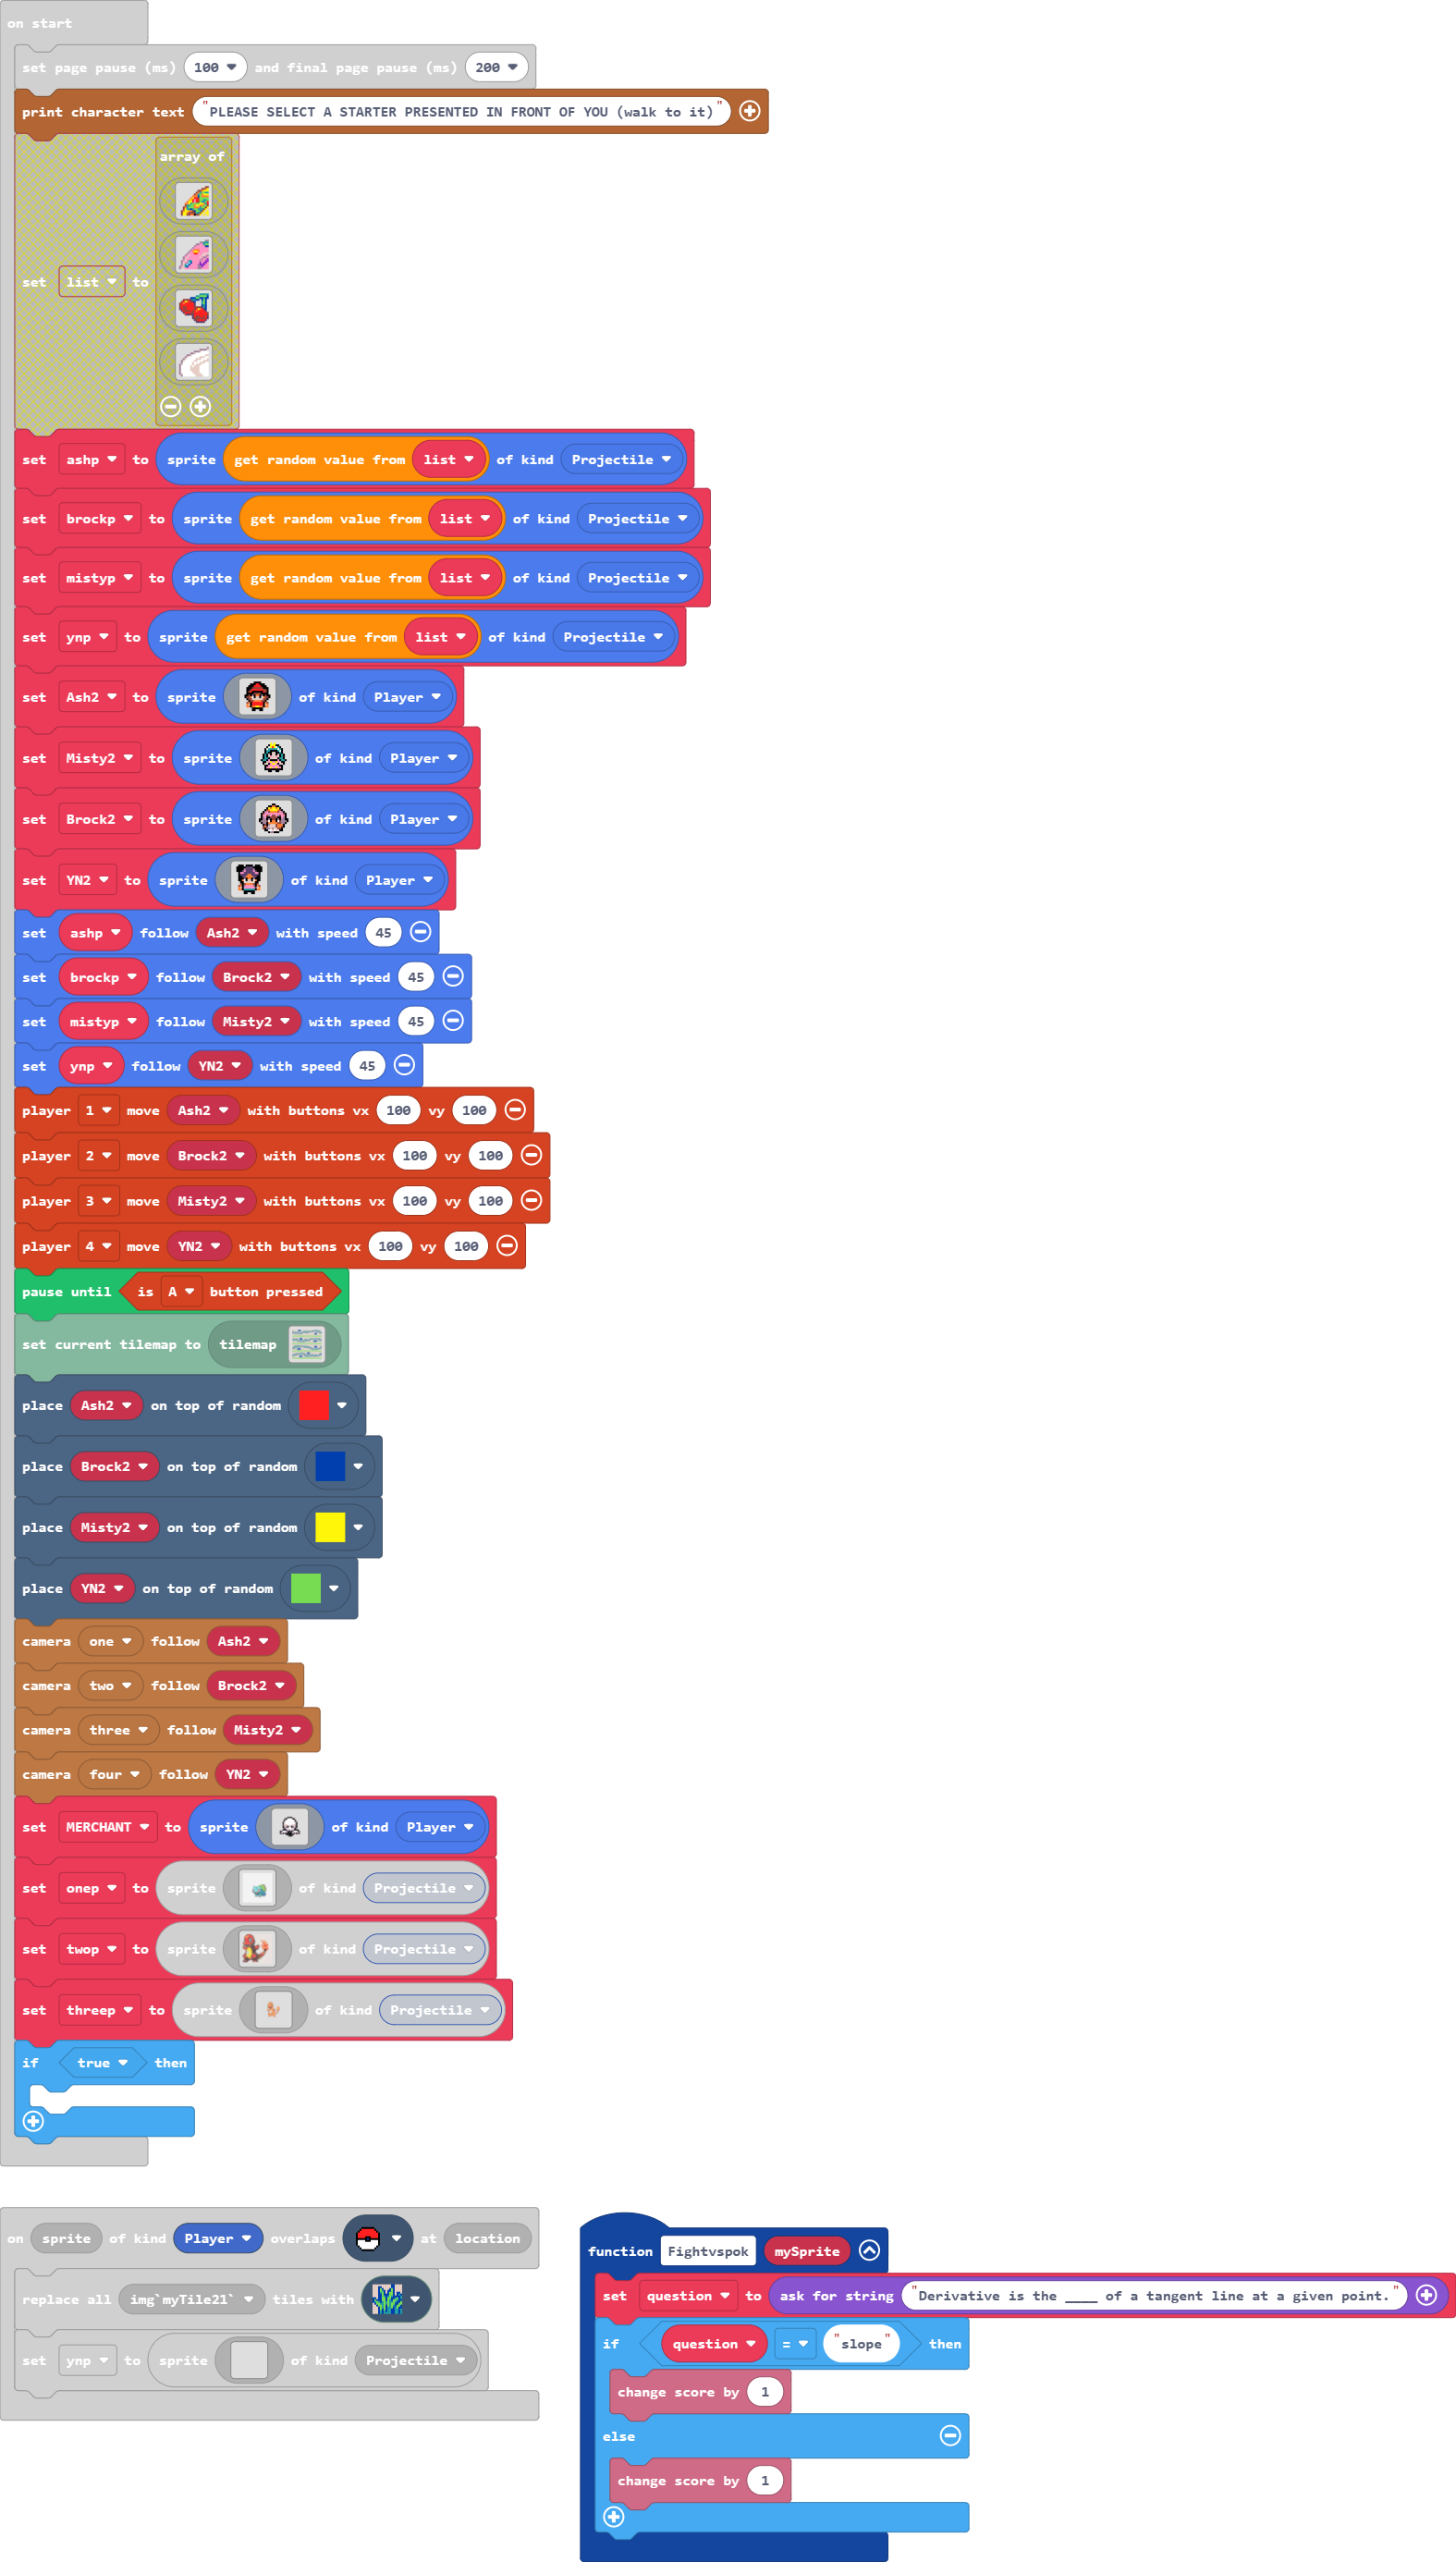 on start
set page pause (ms) 100 and final page pause (ms) 200
print character text "PLEASE SELECT A STARTER PRESENTED IN FRONT OF YOU (walk to it)"
array of
set list to
set ashp to sprite get random value from list of kind Projectile
set brockp to sprite get random value from list of kind Projectile
set mistyp to sprite get random value from list of kind Projectile
set ynp to sprite get random value from list of kind Projectile
set Ash2 to sprite of kind Player
set Misty2 to sprite of kind Player
set Brock2 to sprite of kind Player
set YN2 to sprite of kind Player
set ashp follow Ash2 with speed 45
set brockp follow Brock2 with speed 45
set mistyp follow Misty2 with speed 45
set ynp follow YN2 with speed 45
player 1 move Ash2 with buttons vx 100 vy 100
player 2 move Brock2 with buttons vx 100 vy 100
player 3 move Misty2 with buttons vx 100 vy 100
player 4 move YN2 with buttons vx 100 vy 100
pause until is A button pressed
set current tilemap to tilemap
place Ash2 on top of random
place Brock2 on top of random
place Misty2 on top of random
place YN2 on top of random
camera one follow Ash2
camera two follow Brock2
camera three follow Misty2
camera four follow YN2
set MERCHANT to sprite of kind Player
set onep to sprite of kind Projectile
set twop to sprite of kind Projectile
set threep to sprite of kind Projectile
if true then
on sprite of kind Player overlaps at location
replace all img`myTile21` tiles with
set ynp to sprite of kind Projectile
function Fightvspok mySprite
set question to ask for string "Derivative is the ____ of a tangent line at a given point."
if question = "slope" then
change score by 1
else
change score by 1